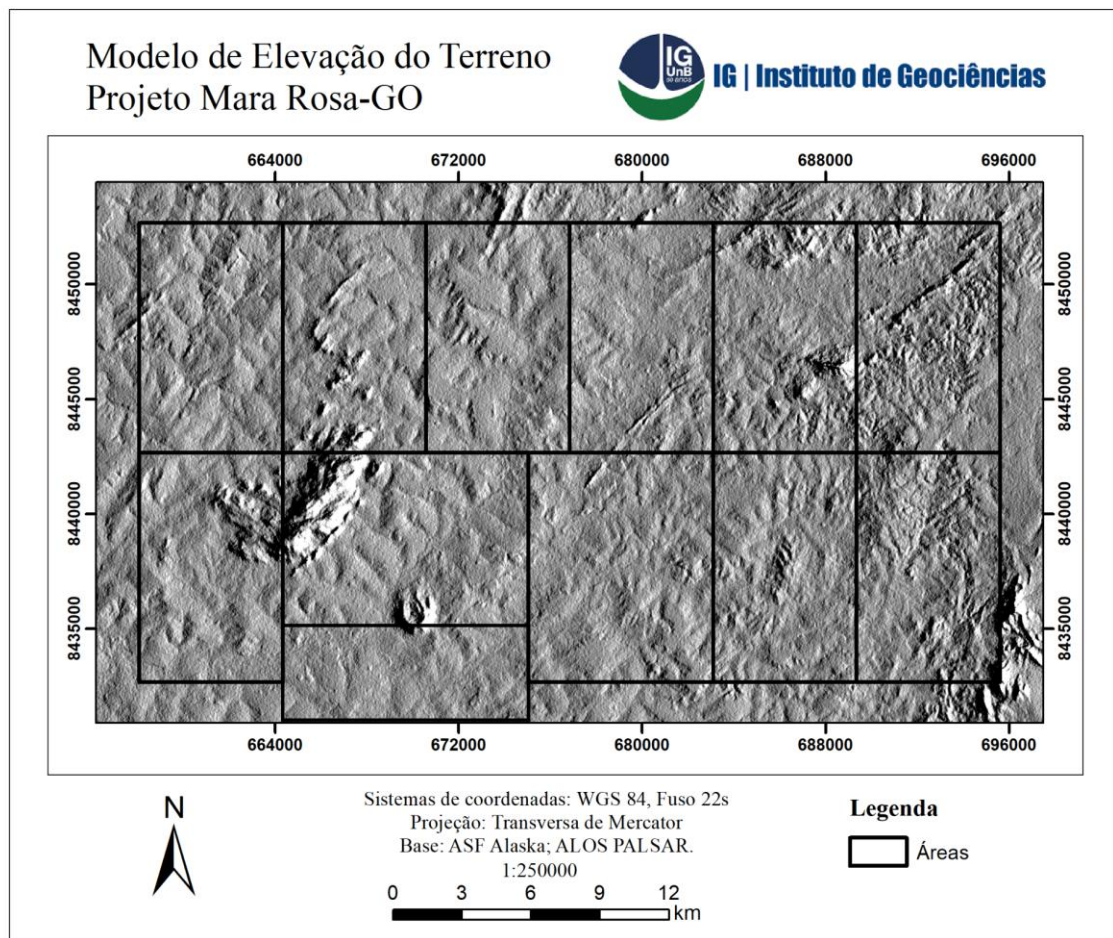 Modelo de Elevação do Terreno
Projeto Mara Rosa-GO
IG
UnB
50 anos
IG | Instituto de Geociências
664000 672000 680000 688000 696000
8450000 8450000
8445000 8445000
8440000 8440000
8435000 8435000
664000 672000 680000 688000 696000
N
Sistemas de coordenadas: WGS 84, Fuso 22s
Projeção: Transversa de Mercator
Base: ASF Alaska; ALOS PALSAR.
1:250000
0 3 6 9 12
km
Legenda
Áreas